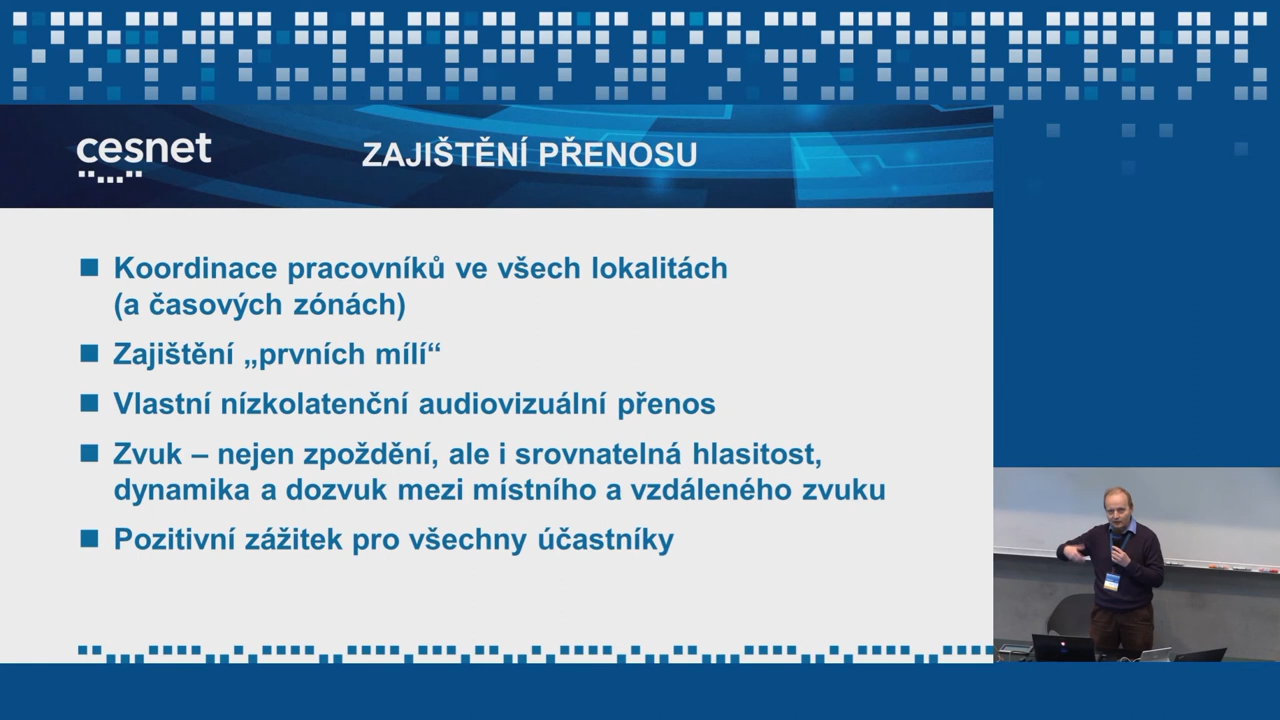 cesnet
ZAJIŠTĚNÍ PŘENOSU
Koordinace pracovníků ve všech lokalitách
(a časových zónách)
Zajištění „prvních mílí“
Vlastní nízkolatenční audiovizuální přenos
Zvuk – nejen zpoždění, ale i srovnatelná hlasitost,
dynamika a dozvuk mezi místního a vzdáleného zvuku
Pozitivní zážitek pro všechny účastníky